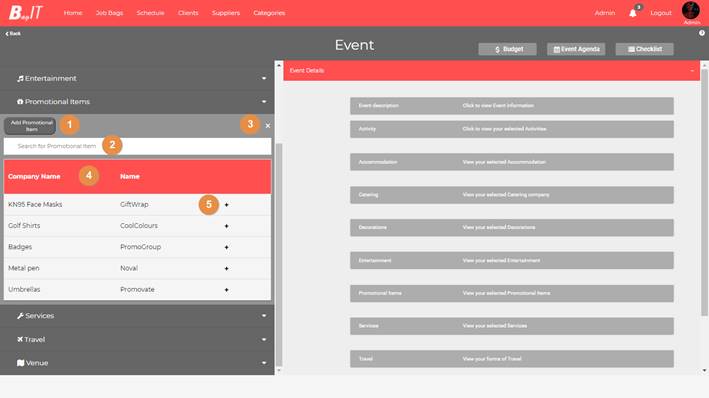 Bag IT
Home Job Bags Schedule Clients Suppliers Categories
Admin 3 Logout
Admin
Back
Event
$ Budget Event Agenda Checklist
Entertainment
Promotional Items
Add Promotional
Item
1
3
×
Search for Promotional Item
2
Company Name 4 Name
KN95 Face Masks GiftWrap 5 +
Golf Shirts CoolColours +
Badges PromoGroup +
Metal pen Noval +
Umbrellas Promovate +
Services
Travel
Venue
Event Details
Event description Click to view Event information
Activity Click to view your selected Activities
Accommodation View your selected Accommodation
Catering View your selected Catering company
Decorations View your selected Decorations
Entertainment View your selected Entertainment
Promotional Items View your selected Promotional Items
Services View your selected Services
Travel View your forms of Travel